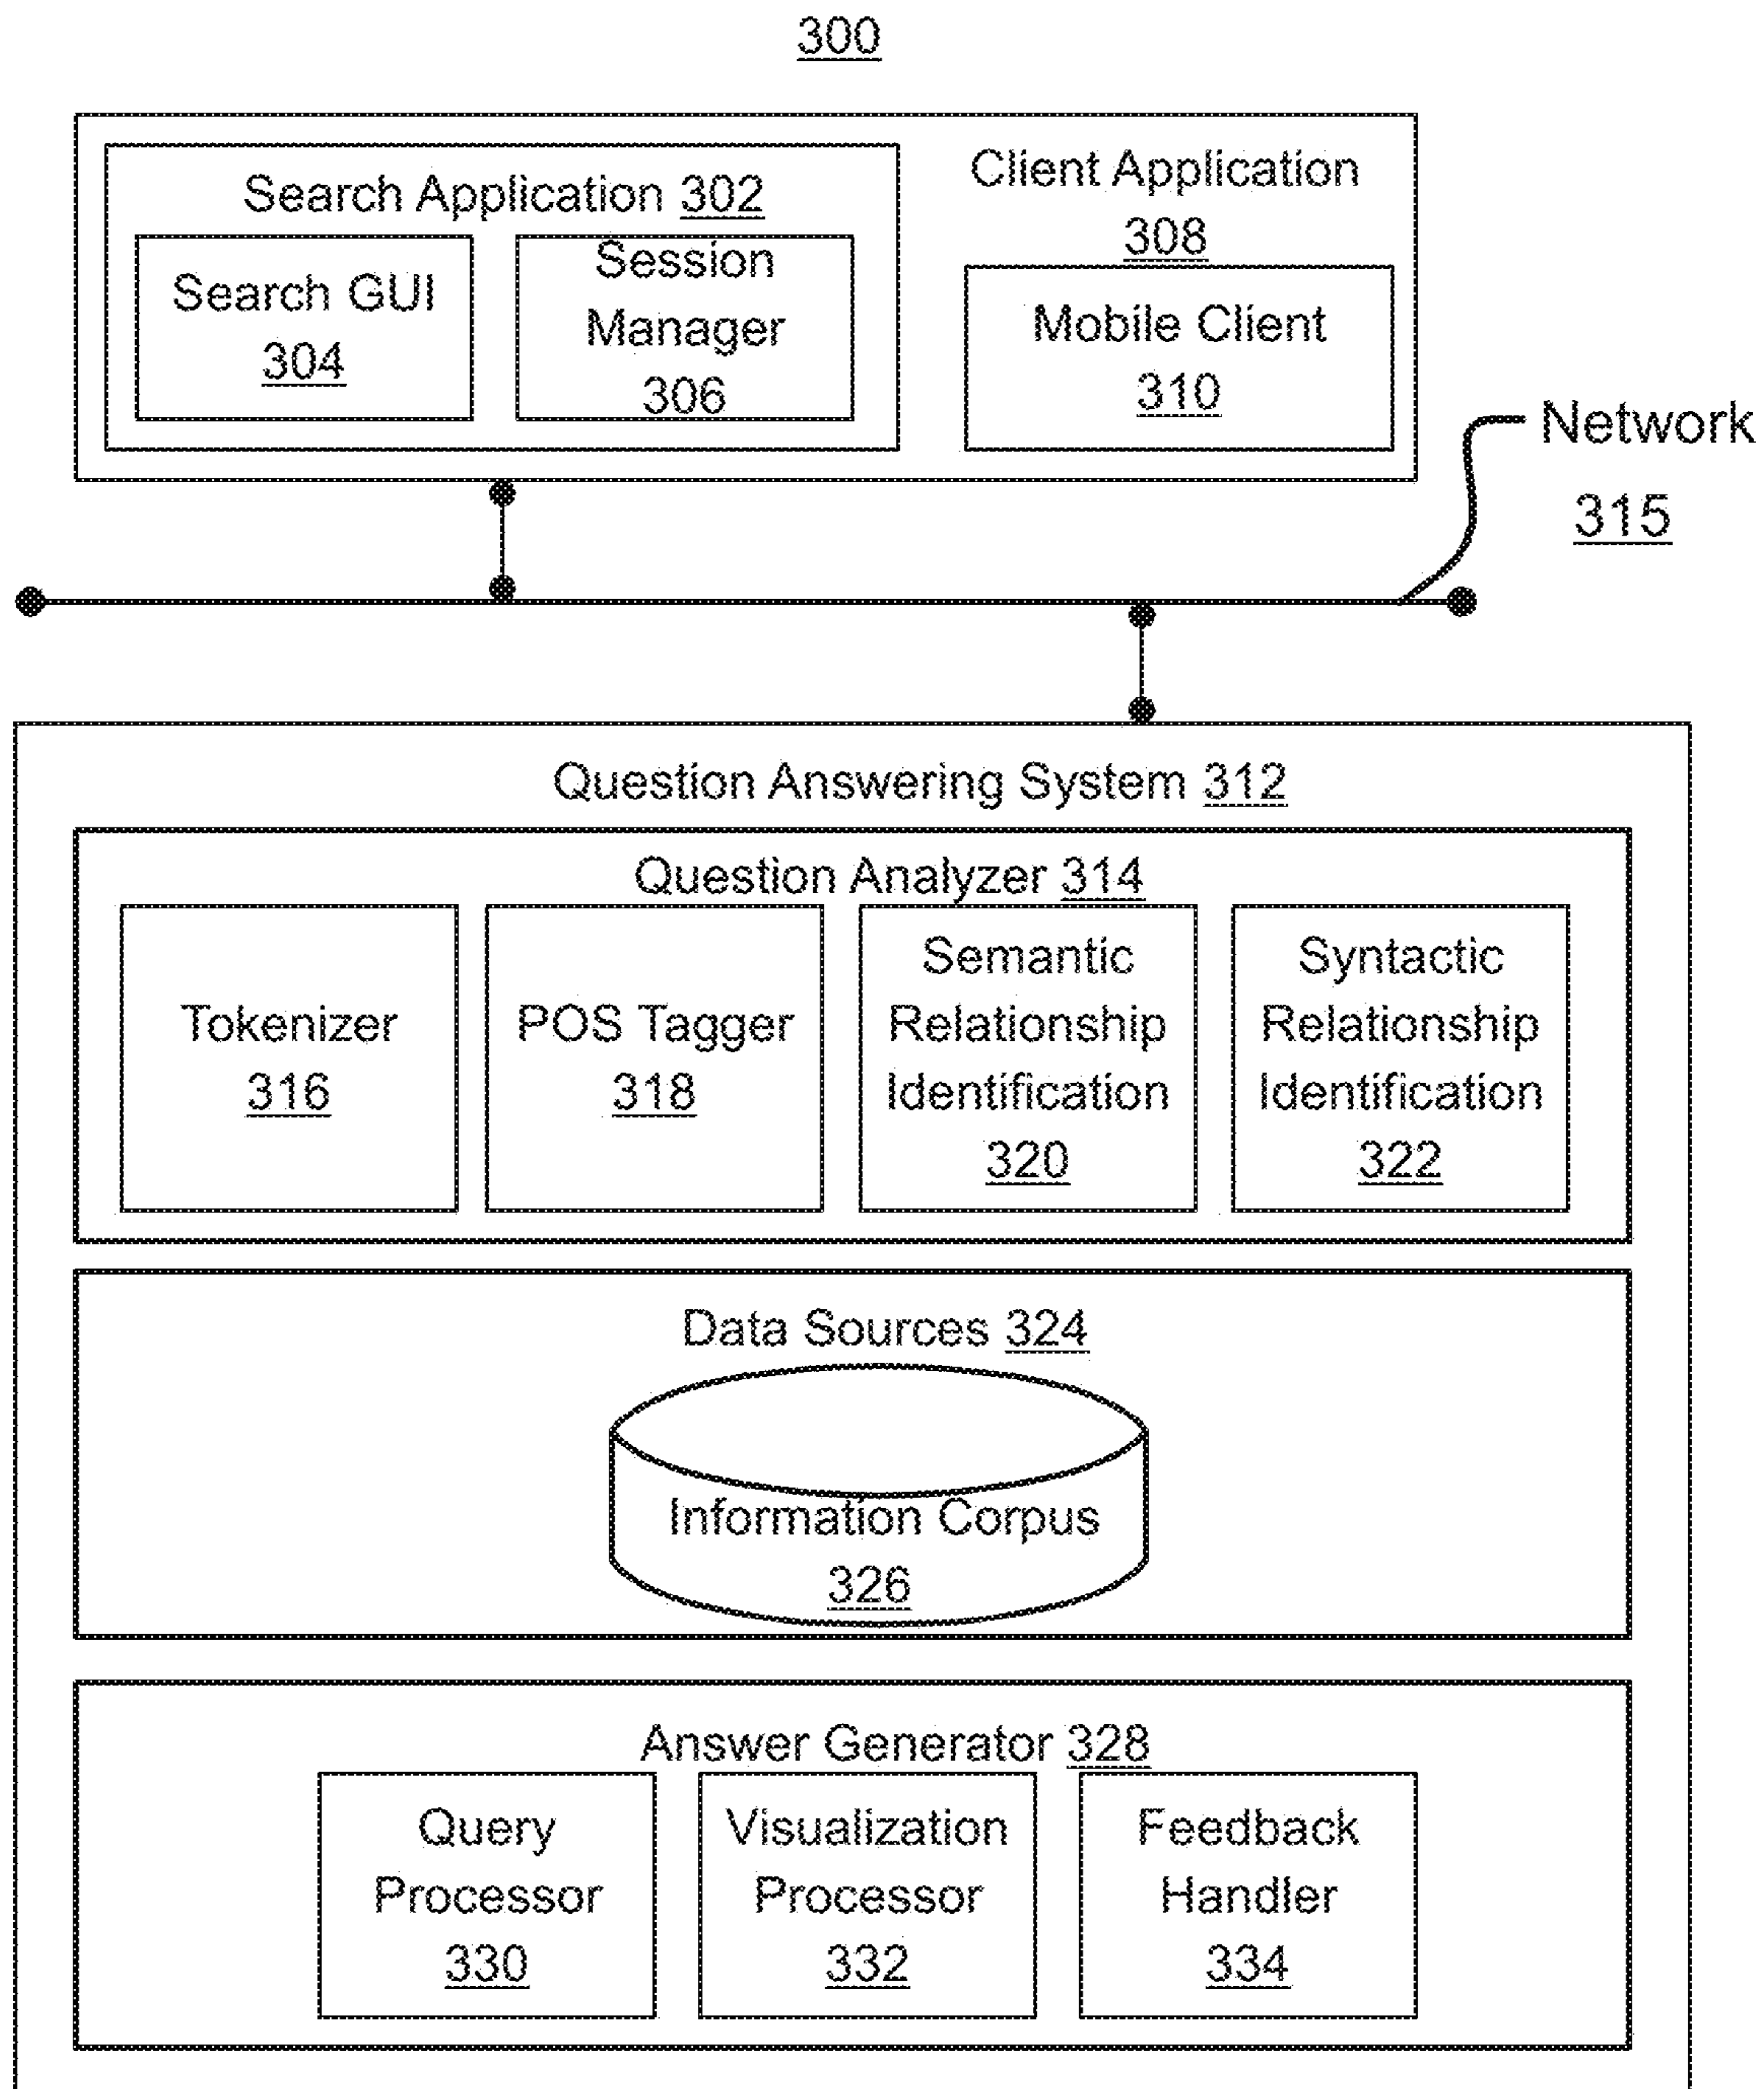 300
Search Application 302
Search GUI
304
Session
Manager
306
Client Application
308
Mobile Client
310
Network
315
Question Answering System 312
Question Analyzer 314
Tokenizer
316
POS Tagger
318
Semantic
Relationship
Identification
320
Syntactic
Relationship
Identification
322
Data Sources 324
Information Corpus
326
Answer Generator 328
Query
Processor
330
Visualization
Processor
332
Feedback
Handler
334